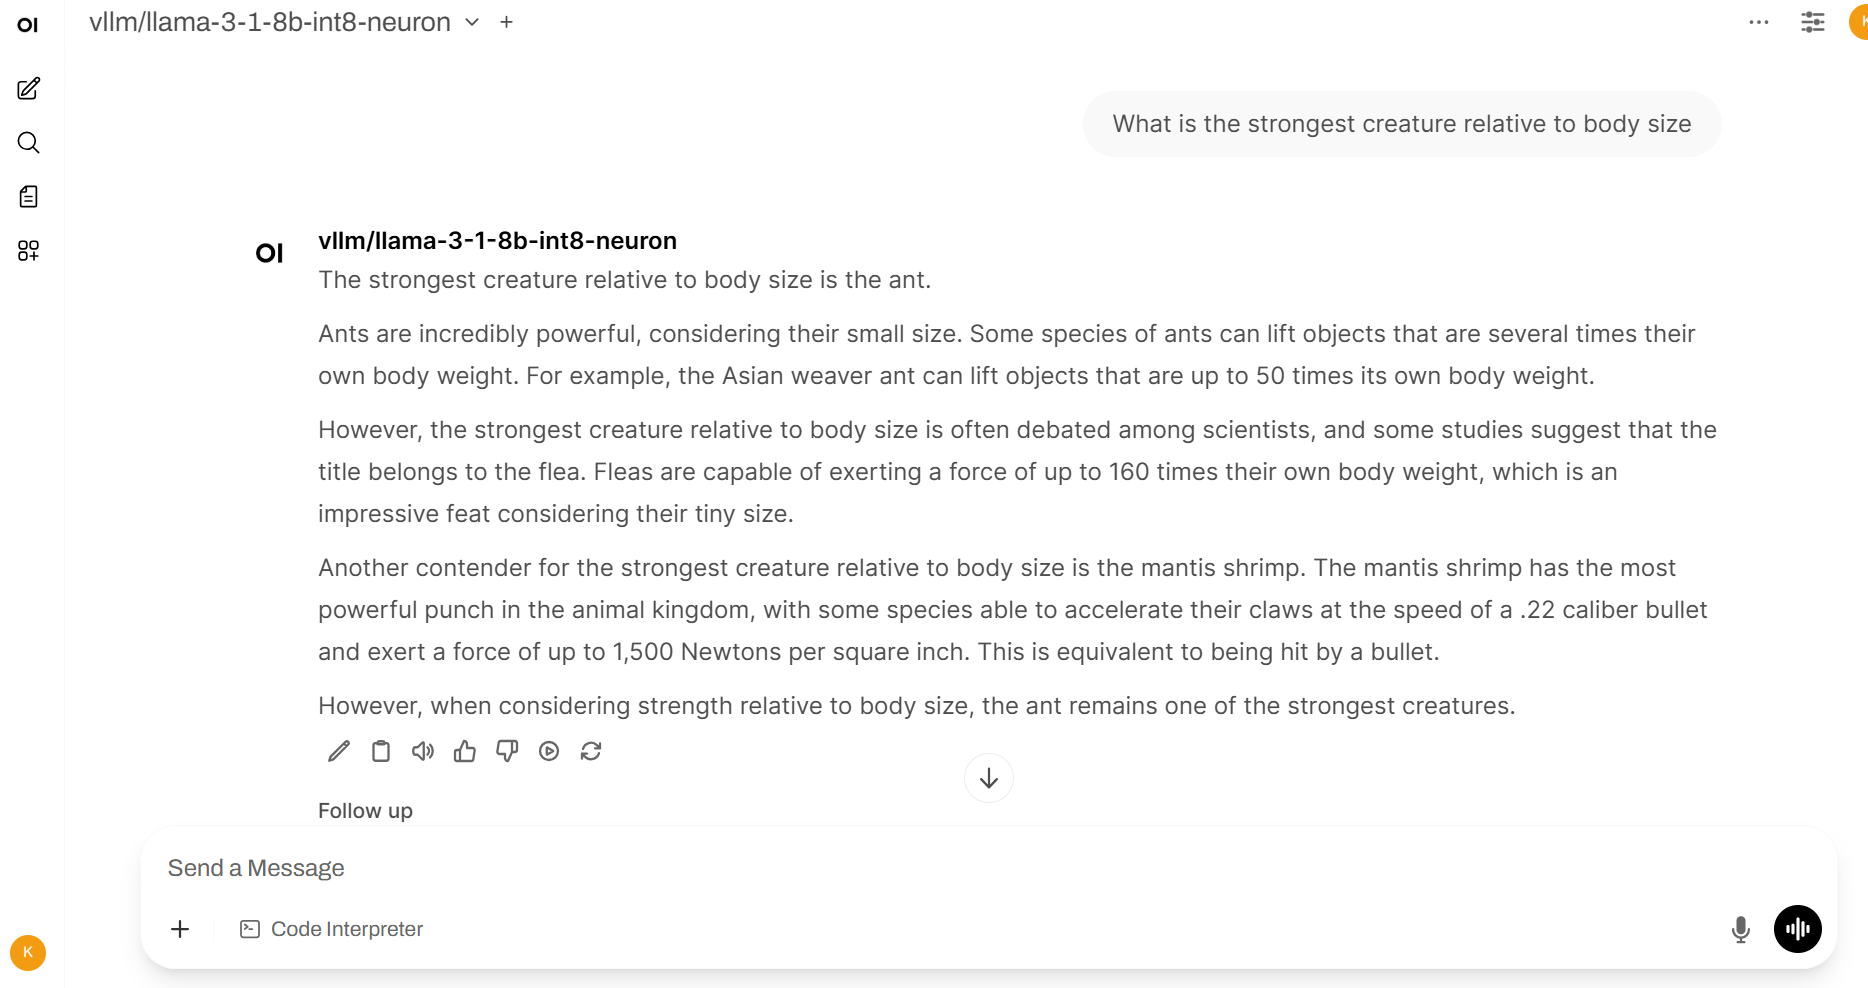 OI
vllm/llama-3-1-8b-int8-neuron
K
What is the strongest creature relative to body size
OI
vllm/llama-3-1-8b-int8-neuron
The strongest creature relative to body size is the ant.
Ants are incredibly powerful, considering their small size. Some species of ants can lift objects that are several times their
own body weight. For example, the Asian weaver ant can lift objects that are up to 50 times its own body weight.
However, the strongest creature relative to body size is often debated among scientists, and some studies suggest that the
title belongs to the flea. Fleas are capable of exerting a force of up to 160 times their own body weight, which is an
impressive feat considering their tiny size.
Another contender for the strongest creature relative to body size is the mantis shrimp. The mantis shrimp has the most
powerful punch in the animal kingdom, with some species able to accelerate their claws at the speed of a .22 caliber bullet
and exert a force of up to 1,500 Newtons per square inch. This is equivalent to being hit by a bullet.
However, when considering strength relative to body size, the ant remains one of the strongest creatures.
Follow up
Send a Message
Code Interpreter
K